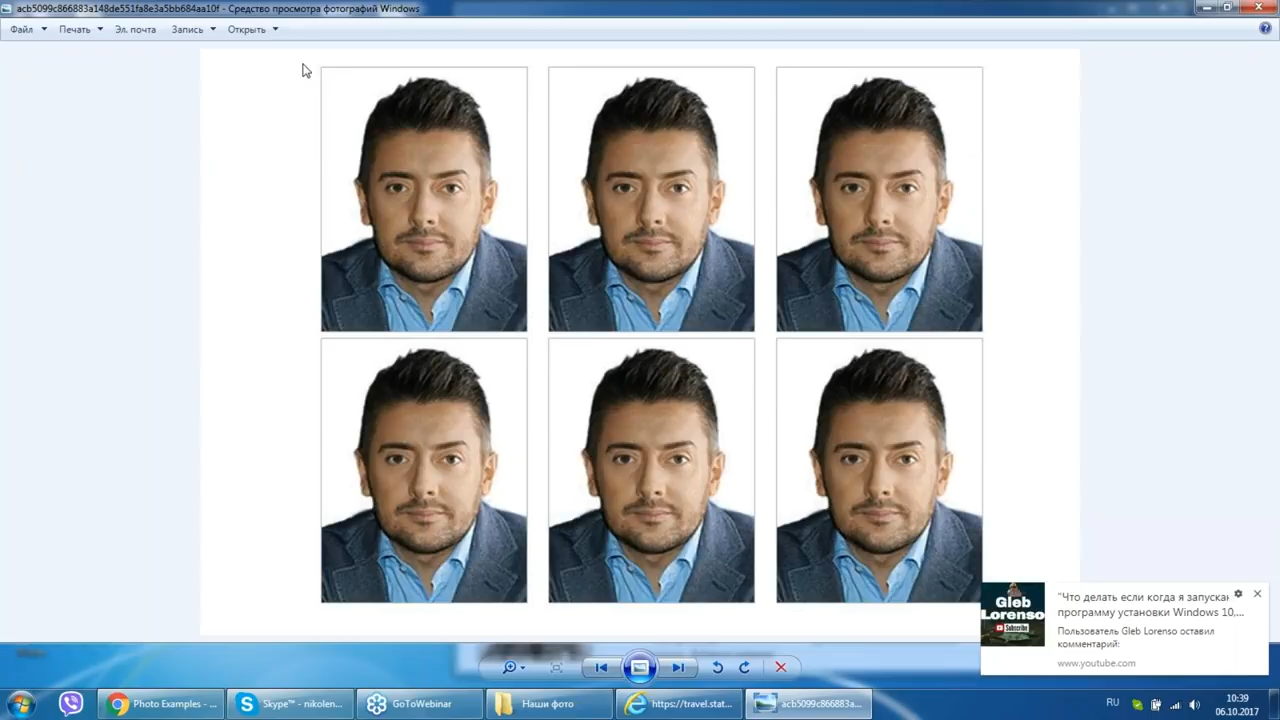 acb5099c866883a148de551fa8e3a5bb684aa10f - Средство просмотра фотографий Windows
Файл Печать Эл. почта Запись Открыть
"Что делать если когда я запускаю
программу установки Windows 10,...
Gleb
Lorenso
Subscribe
Пользователь Gleb Lorenso оставил
комментарий:
www.youtube.com
Photo Examples - ...
Skype™ - nikolen...
GoToWebinar
Наши фото
https://travel.stat...
acb5099c866883a...
RU
10:39
06.10.2017